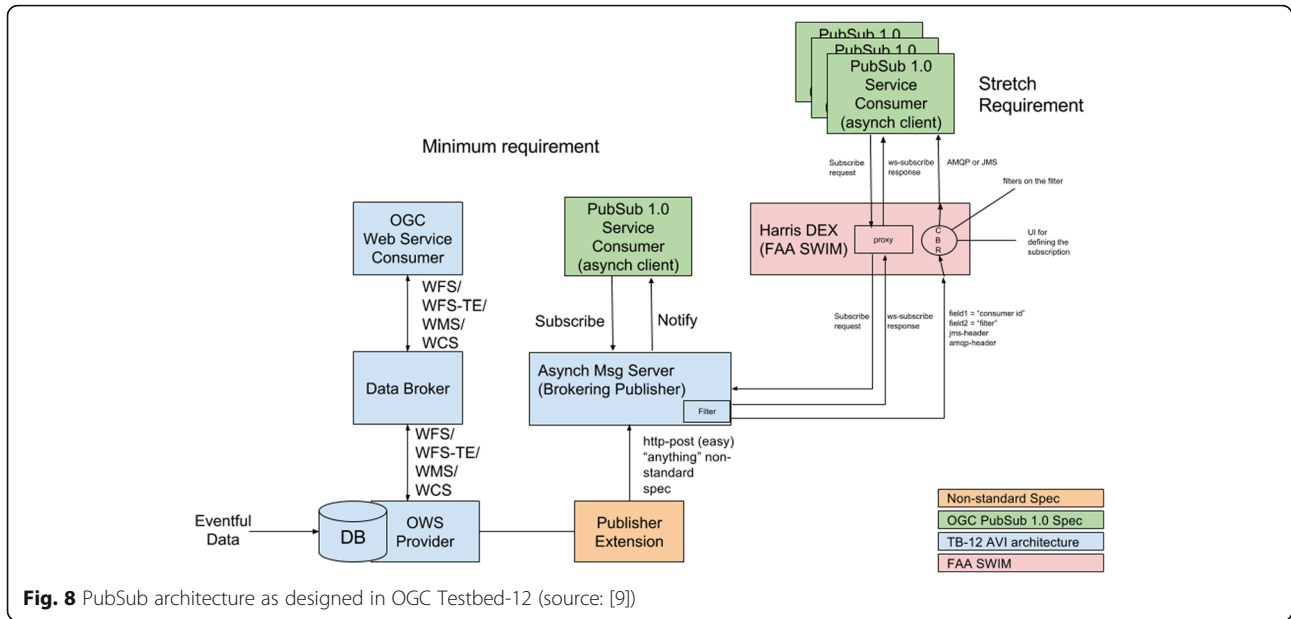 PubSub 1.0
PubSub 1.0
PubSub 1.0
Service
Consumer
(asynch client)
Stretch
Requirement
Minimum requirement
Subscribe
request
ws-subscribe
response
AMQP or JMS
filters on the filter
OGC
Web Service
Consumer
PubSub 1.0
Service
Consumer
(asynch client)
Harris DEX
(FAA SWIM)
proxy
C
B
R
UI for
defining the
subscription
WFS/
WFS-TE/
WMS/
WCS
Subscribe
Notify
Subscribe
request
ws-subscribe
response
field1 = "consumer id"
field2 = "filter"
jms-header
amqp-header
Data Broker
Asynch Msg Server
(Brokering Publisher)
Filter
WFS/
WFS-TE/
WMS/
WCS
http-post (easy)
"anything" non-
standard
spec
Eventful
Data
DB
OWS
Provider
Publisher
Extension
Non-standard Spec
OGC PubSub 1.0 Spec
TB-12 AVI architecture
FAA SWIM
Fig. 8 PubSub architecture as designed in OGC Testbed-12 (source: [9])